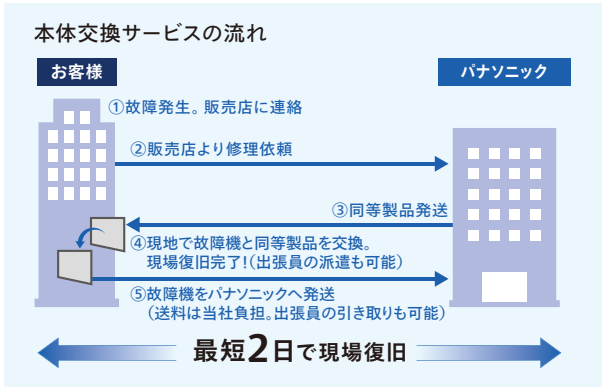 本体交換サービスの流れ
お客様
パナソニック
①故障発生。販売店に連絡
②販売店より修理依頼
③同等製品発送
④現地で故障機と同等製品を交換。
現場復旧完了!(出張員の派遣も可能)
⑤故障機をパナソニックへ発送
(送料は当社負担。出張員の引き取りも可能)
最短2日で現場復旧